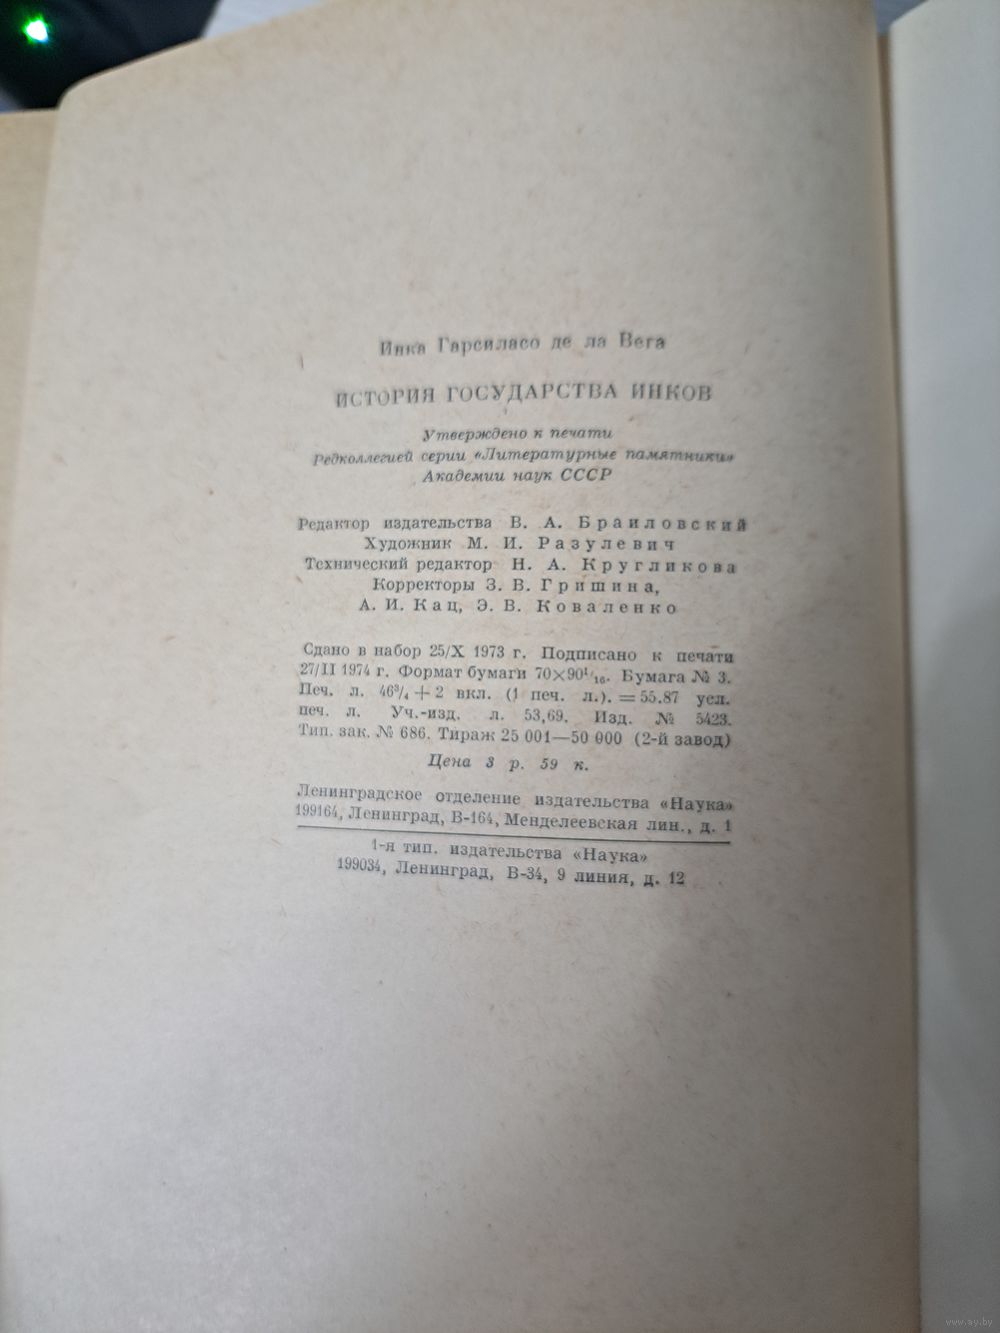 Инка Гарсиласо де ла Вега
ИСТОРИЯ ГОСУДАРСТВА ИНКОВ
Утверждено к печати
Редколлегией серии «Литературные памятники»
Академии наук СССР
Редактор издательства В. А. Браиловский
Художник М. И. Разулевич
Технический редактор Н. А. Кругликова
Корректоры З. В. Гришина,
А. И. Кац, Э. В. Коваленко
Сдано в набор 25/X 1973 г. Подписано к печати
27/II 1974 г. Формат бумаги 70×90¹/₁₆. Бумага № 3.
Печ. л. 46³/₄+2 вкл. (1 печ. л.).=55.87 усл.
печ. л. Уч.-изд. л. 53,69. Изд. № 5423.
Тип. зак. № 686. Тираж 25 001—50 000 (2-й завод)
Цена 3 р. 59 к.
Ленинградское отделение издательства «Наука»
199164, Ленинград, В-164, Менделеевская лин., д. 1
1-я тип. издательства «Наука»
199034, Ленинград, В-34, 9 линия, д. 12
www.ay.by